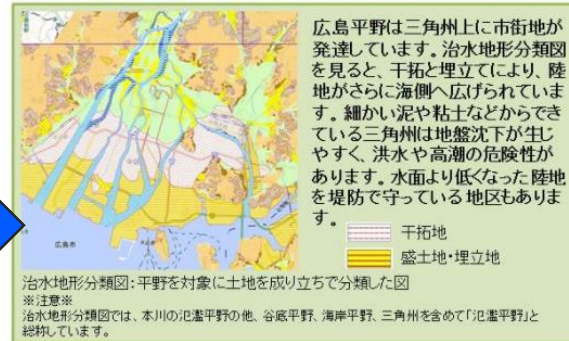 広島平野は三角州上に市街地が
発達しています。治水地形分類図
を見ると、干拓と埋立てにより、陸
地がさらに海側へ広げられていま
す。細かい泥や粘土などからでき
ている三角州は地盤沈下が生じ
やすく、洪水や高潮の危険性が
あります。水面より低くなった陸地
を堤防で守っている地区もありま
す。
干拓地
盛土地・埋立地
広島市
治水地形分類図：平野を対象に土地を成り立ちで分類した図
※注意※
治水地形分類図では、本川の氾濫平野の他、谷底平野、海岸平野、三角州を含めて「氾濫平野」と
総称しています。